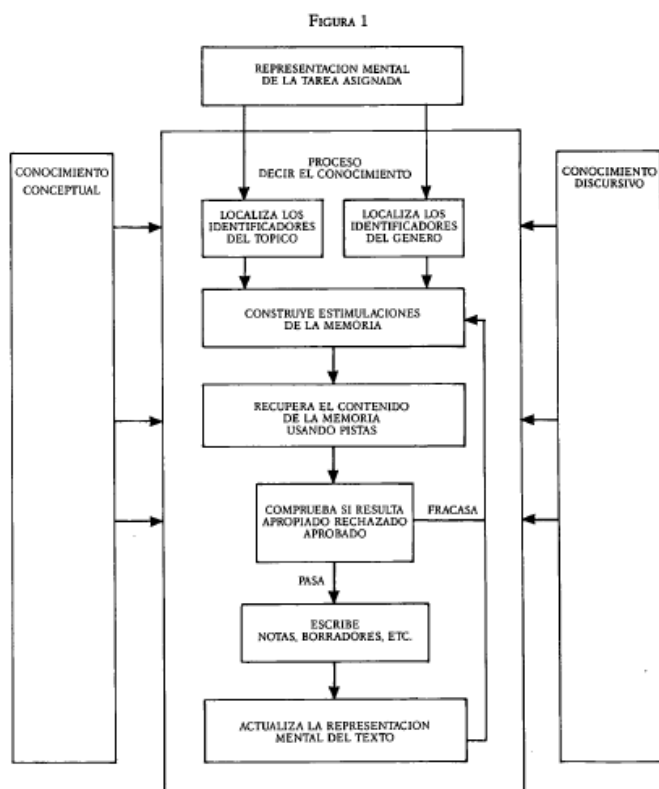 FIGURA 1
REPRESENTACION MENTAL
DE LA TAREA ASIGNADA
CONOCIMIENTO
CONCEPTUAL
PROCESO
DECIR EL CONOCIMIENTO
CONOCIMIENTO
DISCURSIVO
LOCALIZA LOS
IDENTIFICADORES
DEL TOPICO
LOCALIZA LOS
IDENTIFICADORES
DEL GENERO
CONSTRUYE ESTIMULACIONES
DE LA MEMORIA
RECUPERA EL CONTENIDO
DE LA MEMORIA
USANDO PISTAS
COMPRUEBA SI RESULTA
APROPIADO RECHAZADO
APROBADO
FRACASA
PASA
ESCRIBE
NOTAS, BORRADORES, ETC.
ACTUALIZA LA REPRESENTACION
MENTAL DEL TEXTO